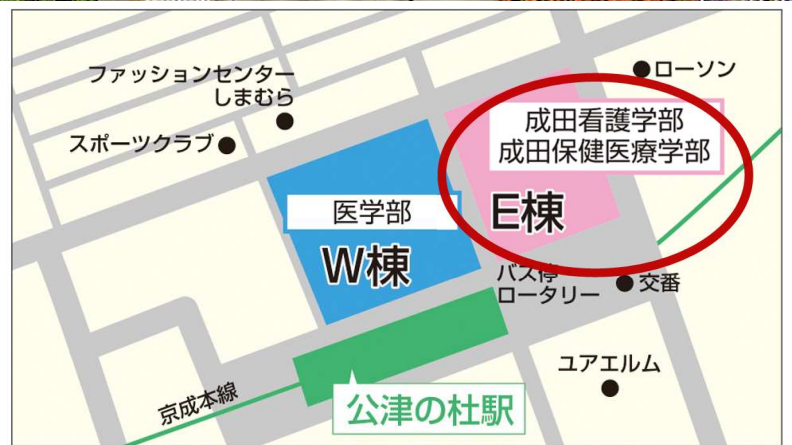 ファッションセンター
しまむら
スポーツクラブ
ローソン
成田看護学部
成田保健医療学部
E棟
医学部
W棟
バス停
ロータリー
交番
ユアエルム
京成本線
公津の杜駅